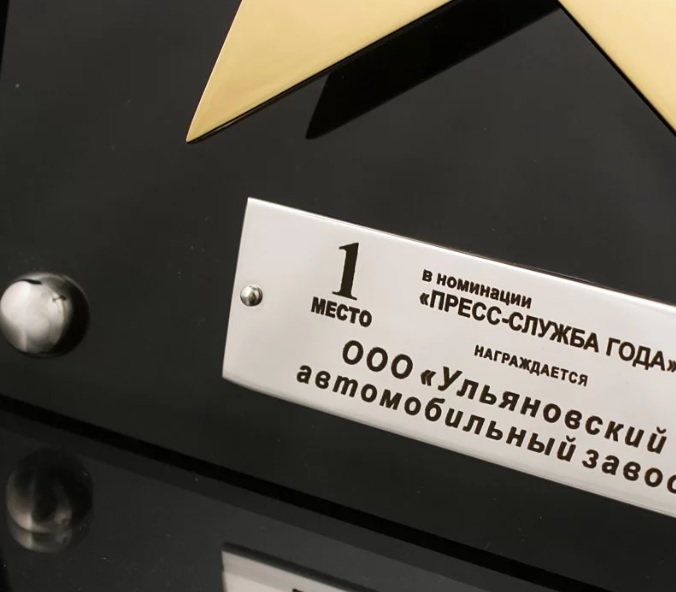 1
МЕСТО
в номинации
«ПРЕСС-СЛУЖБА ГОДА»
НАГРАЖДАЕТСЯ
ООО «Ульяновский
автомобильный